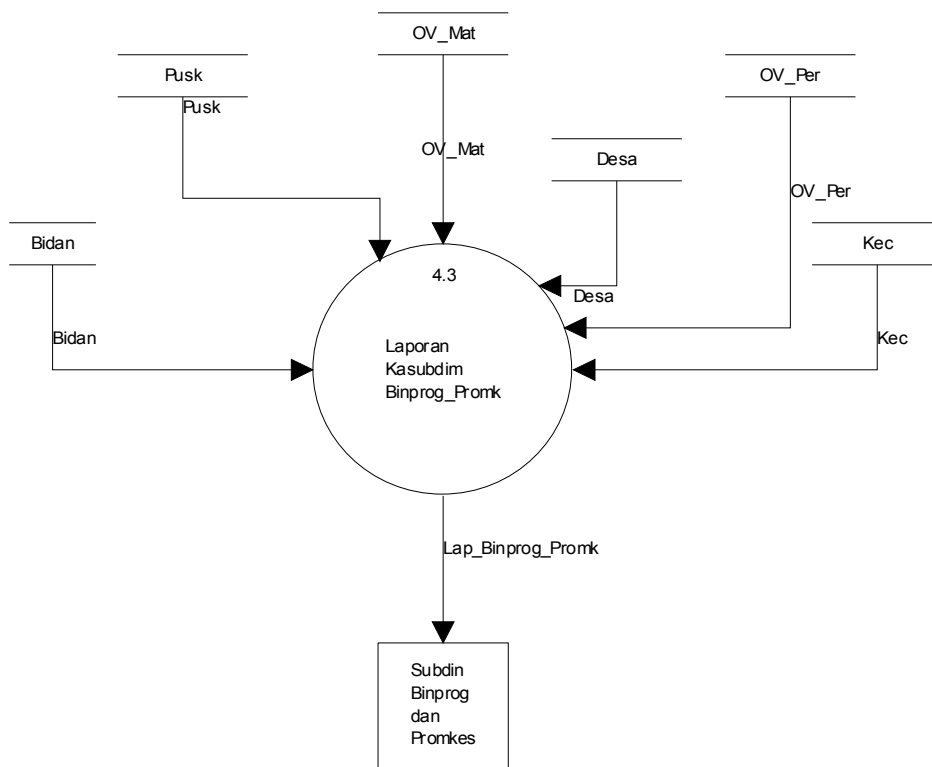 OV_Mat
Pusk
OV_Per
Pusk
OV_Mat
Desa
OV_Per
Bidan
Kec
4.3
Desa
Bidan
Kec
Laporan
Kasubdim
Binprog_Promk
Lap_Binprog_Promk
Subdin
Binprog
dan
Promkes